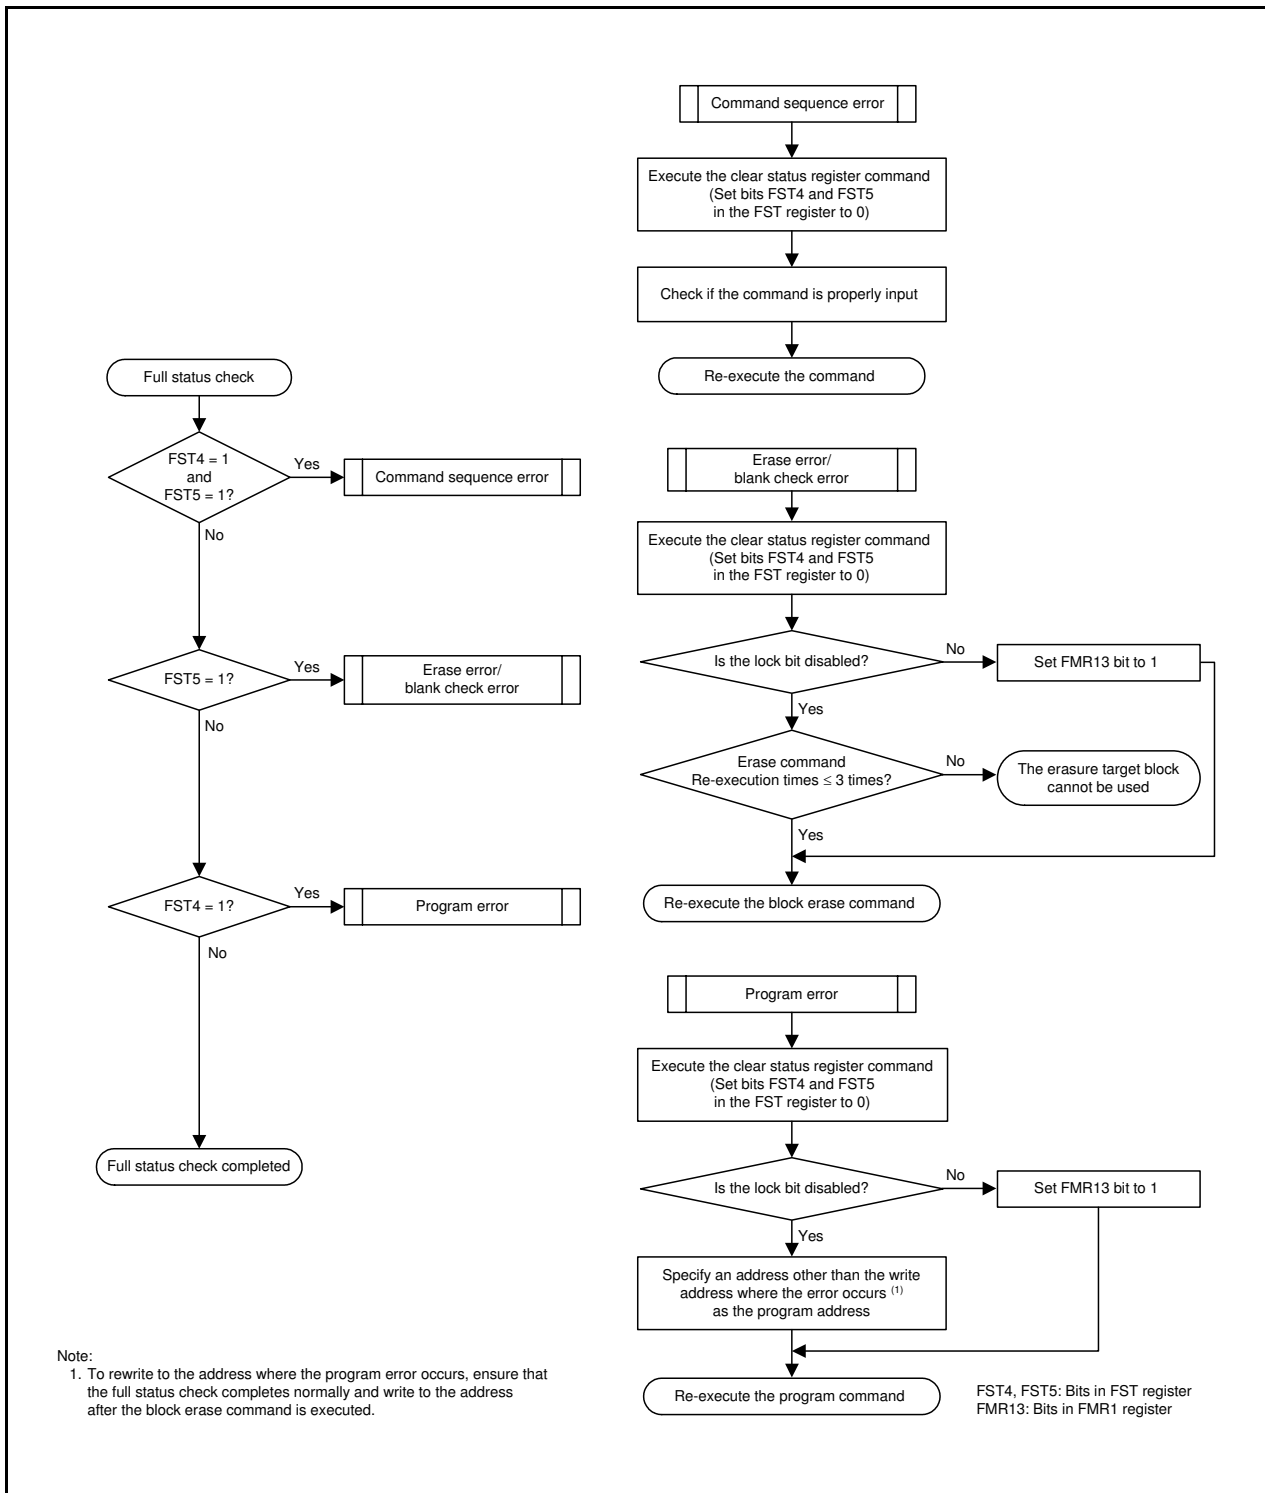 Full status check
FST4 = 1
and
FST5 = 1?
Yes
Command sequence error
No
FST5 = 1?
Yes
Erase error/
blank check error
No
FST4 = 1?
Yes
Program error
No
Full status check completed
Command sequence error
Execute the clear status register command
(Set bits FST4 and FST5
in the FST register to 0)
Check if the command is properly input
Re-execute the command
Erase error/
blank check error
Execute the clear status register command
(Set bits FST4 and FST5
in the FST register to 0)
Is the lock bit disabled?
No
Set FMR13 bit to 1
Yes
Erase command
Re-execution times ≤ 3 times?
No
The erasure target block
cannot be used
Yes
Re-execute the block erase command
Program error
Execute the clear status register command
(Set bits FST4 and FST5
in the FST register to 0)
Is the lock bit disabled?
No
Set FMR13 bit to 1
Yes
Specify an address other than the write
address where the error occurs (1)
as the program address
Re-execute the program command
Note:
1. To rewrite to the address where the program error occurs, ensure that
the full status check completes normally and write to the address
after the block erase command is executed.
FST4, FST5: Bits in FST register
FMR13: Bits in FMR1 register